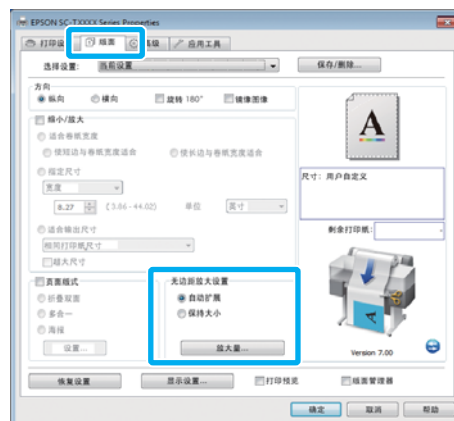 EPSON SC-TXXXX Series Properties
版面 高级 应用工具
选择设置: 当前设置 保存/删除...
方向
纵向 横向 旋转 180° 镜像图像
缩小/放大
适合卷纸宽度
使短边与卷纸宽度适合 使长边与卷纸宽度适合
指定尺寸
宽度
8.27 (3.86 - 44.02) 单位 英寸
适合输出尺寸
相同打印纸尺寸
超大尺寸
A
尺寸: 用户自定义
剩余打印纸:
页面版式
折叠双面
多合一
海报
设置...
无边距放大设置
自动扩展
保持大小
放大量...
Version 7.00
恢复设置 显示设置... 打印预览 版面管理器
确定 取消 帮助